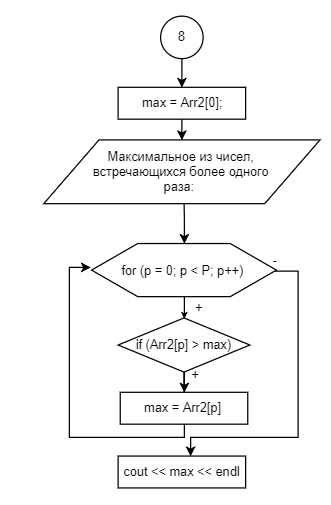 8
max = Arr2[0];
Максимальное из чисел,
встречающихся более одного
раза:
for (p = 0; p < P; p++)
-
+
if (Arr2[p] > max)
+
max = Arr2[p]
cout << max << endl